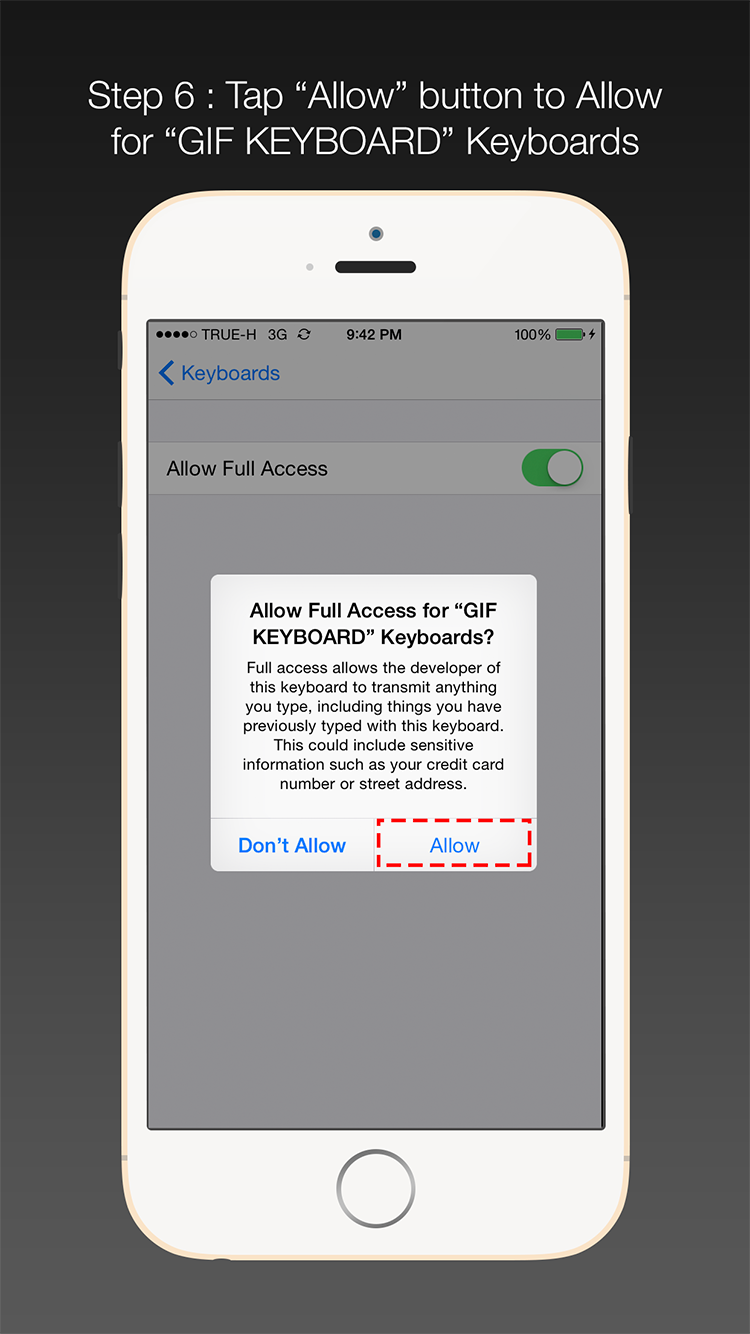 Step 6 : Tap “Allow” button to Allow
for “GIF KEYBOARD” Keyboards
TRUE-H 3G 9:42 PM 100%
Keyboards
Allow Full Access
Allow Full Access for “GIF
KEYBOARD” Keyboards?
Full access allows the developer of
this keyboard to transmit anything
you type, including things you have
previously typed with this keyboard.
This could include sensitive
information such as your credit card
number or street address.
Don’t Allow Allow